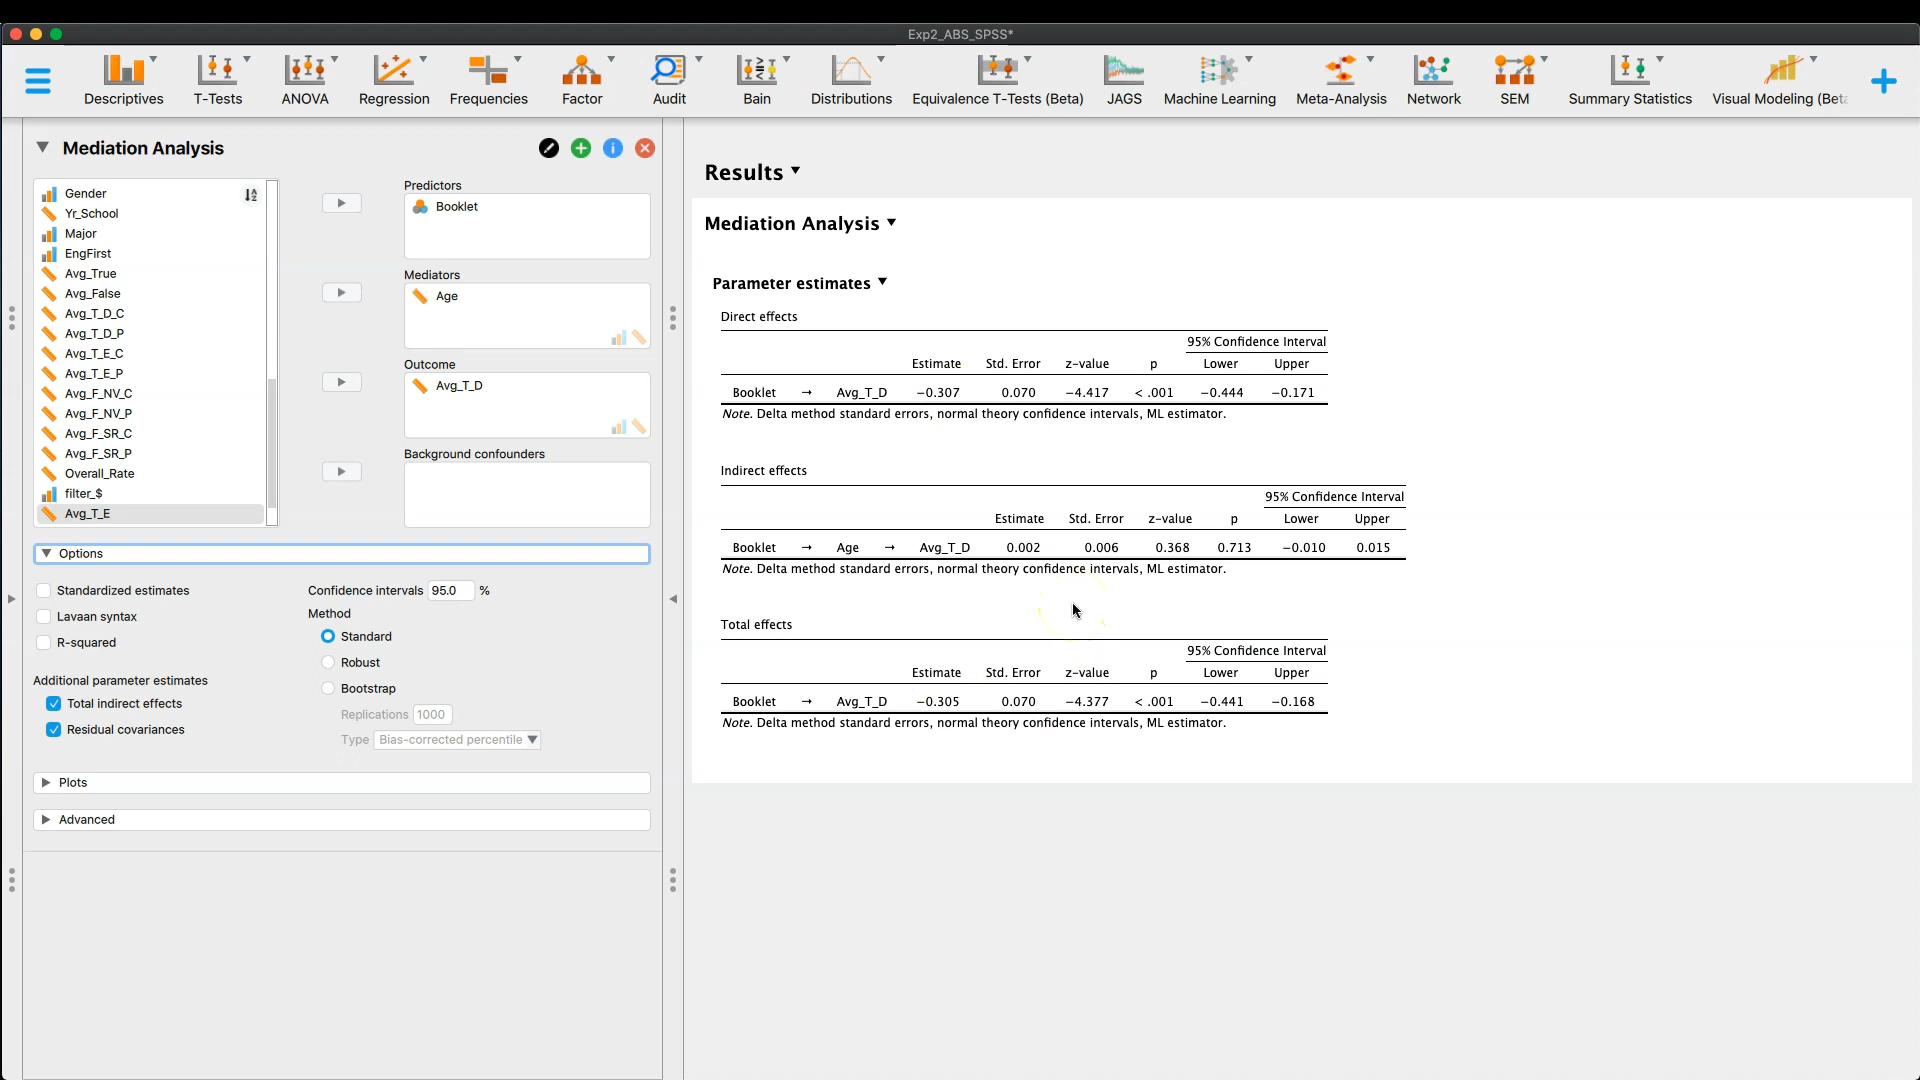 Exp2_ABS_SPSS*
Descriptives T-Tests ANOVA Regression Frequencies Factor Audit Bain Distributions Equivalence T-Tests (Beta) JAGS Machine Learning Meta-Analysis Network SEM Summary Statistics Visual Modeling (Beta
Mediation Analysis
Gender
Yr_School
Major
EngFirst
Avg_True
Avg_False
Avg_T_D_C
Avg_T_D_P
Avg_T_E_C
Avg_T_E_P
Avg_F_NV_C
Avg_F_NV_P
Avg_F_SR_C
Avg_F_SR_P
Overall_Rate
filter_$
Avg_T_E
Predictors
Booklet
Mediators
Age
Outcome
Avg_T_D
Background confounders
Options
Standardized estimates
Lavaan syntax
R-squared
Additional parameter estimates
Total indirect effects
Residual covariances
Confidence intervals 95.0 %
Method
Standard
Robust
Bootstrap
Replications 1000
Type Bias-corrected percentile
Plots
Advanced
Results
Mediation Analysis
Parameter estimates
Direct effects
95% Confidence Interval
Estimate Std. Error z-value p Lower Upper
Booklet → Avg_T_D −0.307 0.070 −4.417 < .001 −0.444 −0.171
Note. Delta method standard errors, normal theory confidence intervals, ML estimator.
Indirect effects
95% Confidence Interval
Estimate Std. Error z-value p Lower Upper
Booklet → Age → Avg_T_D 0.002 0.006 0.368 0.713 −0.010 0.015
Note. Delta method standard errors, normal theory confidence intervals, ML estimator.
Total effects
95% Confidence Interval
Estimate Std. Error z-value p Lower Upper
Booklet → Avg_T_D −0.305 0.070 −4.377 < .001 −0.441 −0.168
Note. Delta method standard errors, normal theory confidence intervals, ML estimator.